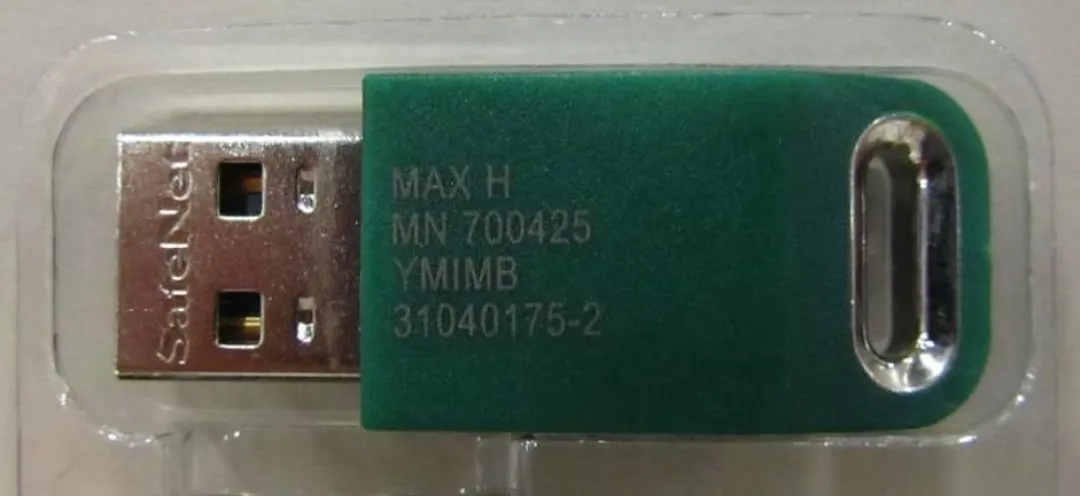 SafeNet
MAX H
MN 700425
YMIMB
31040175-2